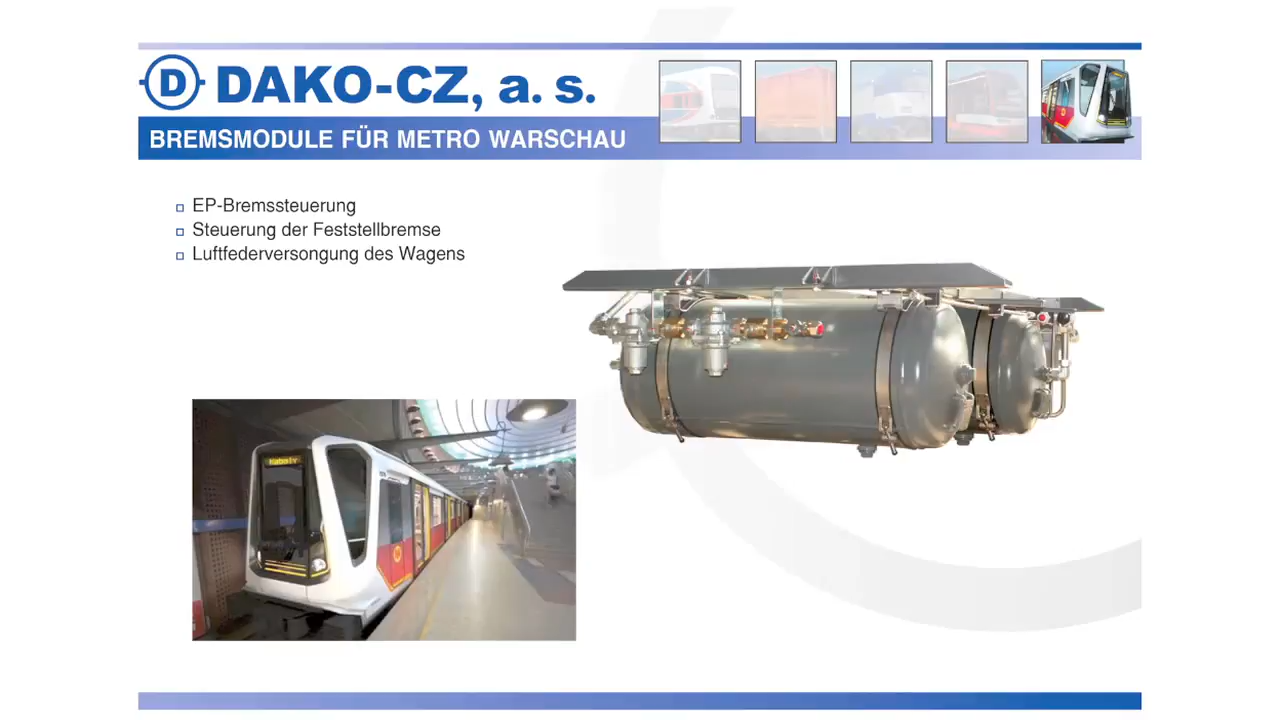 D DAKO-CZ, a. s.
BREMSMODULE FÜR METRO WARSCHAU
EP-Bremssteuerung
Steuerung der Feststellbremse
Luftfederversongung des Wagens